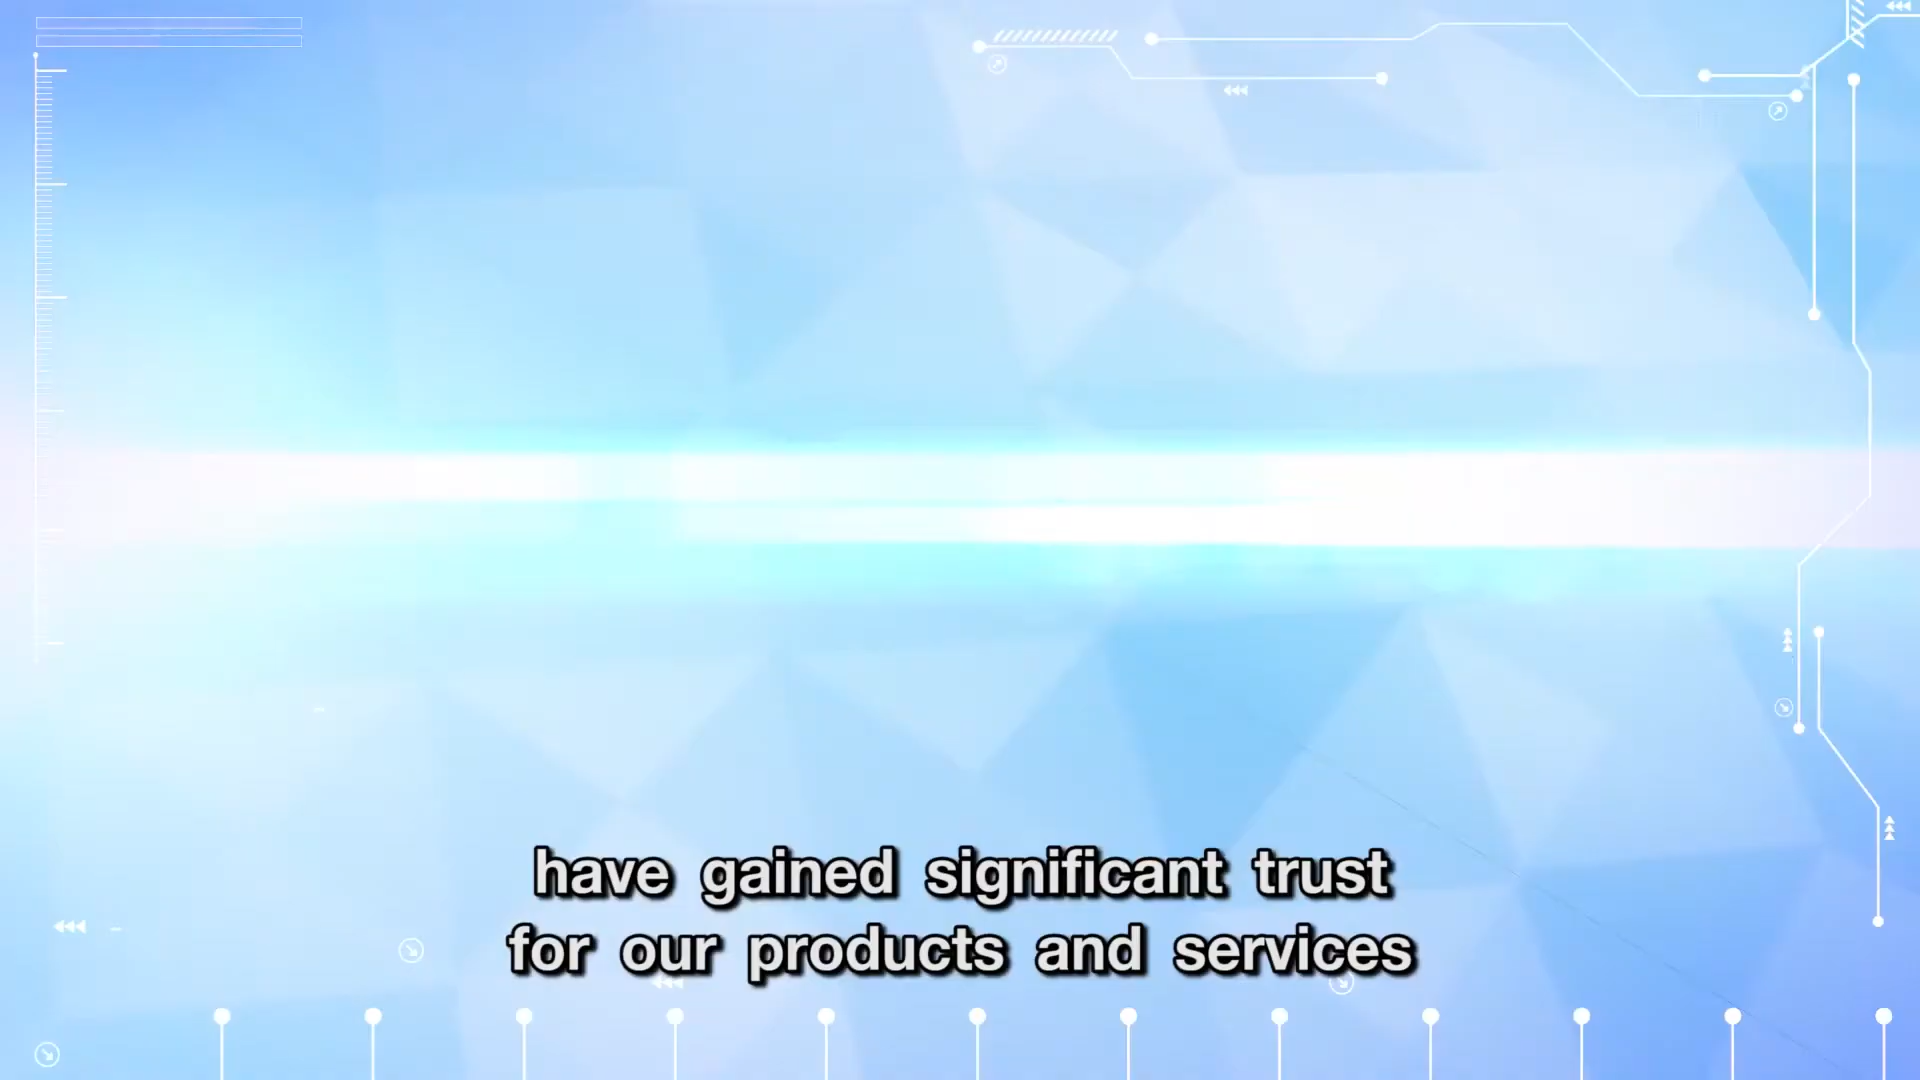 have gained significant trust
for our products and services